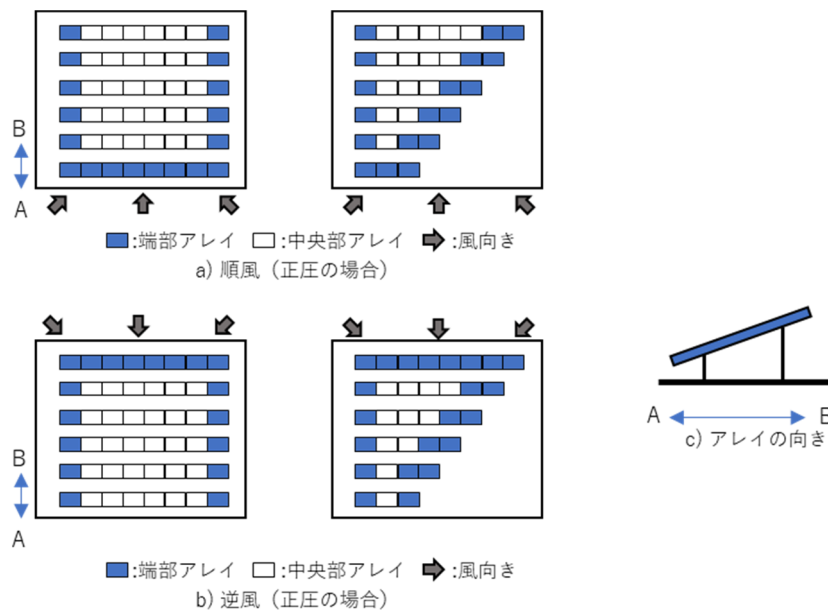 B
A
■:端部アレイ □:中央部アレイ ➡:風向き
a) 順風（正圧の場合）
B
A
■:端部アレイ □:中央部アレイ ➡:風向き
b) 逆風（正圧の場合）
A B
c) アレイの向き